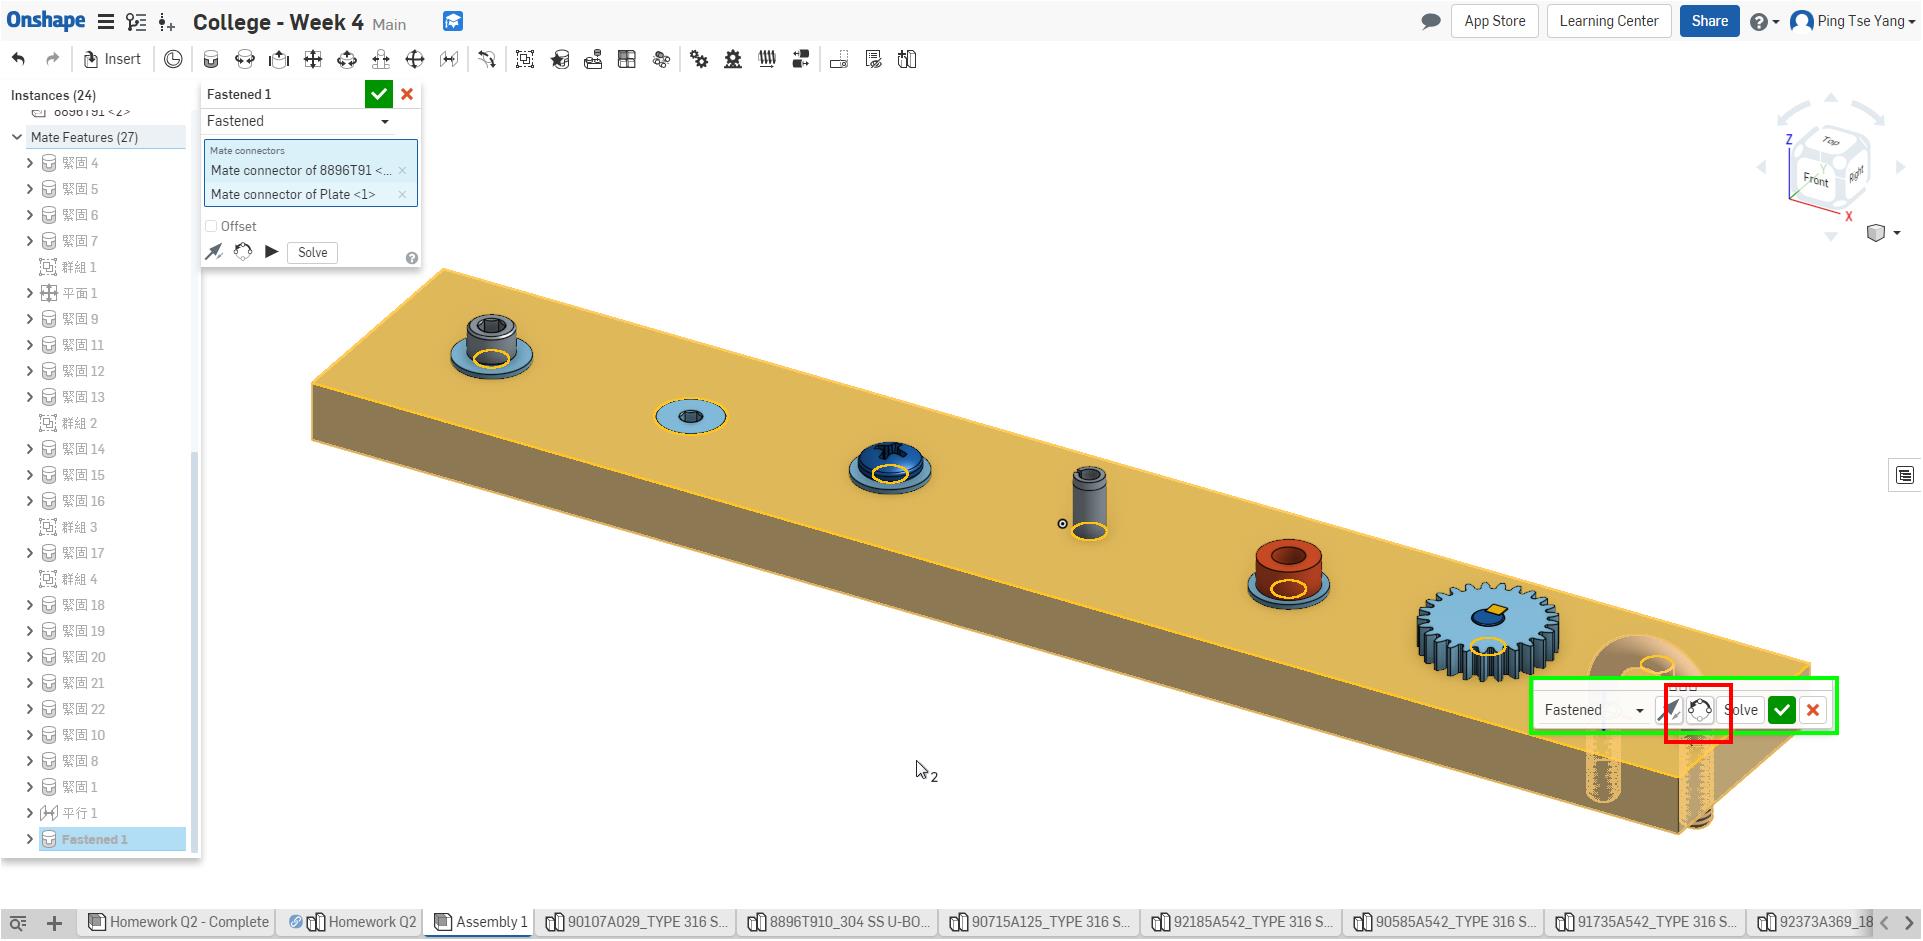 Onshape College - Week 4 Main
App Store Learning Center Share Ping Tse Yang
Insert
Instances (24)
8896T91 <2>
Mate Features (27)
緊固 4
緊固 5
緊固 6
緊固 7
群組 1
平面 1
緊固 9
緊固 11
緊固 12
緊固 13
群組 2
緊固 14
緊固 15
緊固 16
群組 3
緊固 17
群組 4
緊固 18
緊固 19
緊固 20
緊固 21
緊固 22
緊固 10
緊固 8
緊固 1
平行 1
Fastened 1
Fastened 1
Fastened
Mate connectors
Mate connector of 8896T91 <...
Mate connector of Plate <1>
Offset
Solve
Z
Top
Y
Front Right
X
Fastened Solve
2
Homework Q2 - Complete Homework Q2 Assembly 1 90107A029_TYPE 316 S... 8896T910_304 SS U-BO... 90715A125_TYPE 316 S... 92185A542_TYPE 316 S... 90585A542_TYPE 316 S... 91735A542_TYPE 316 S... 92373A369_18